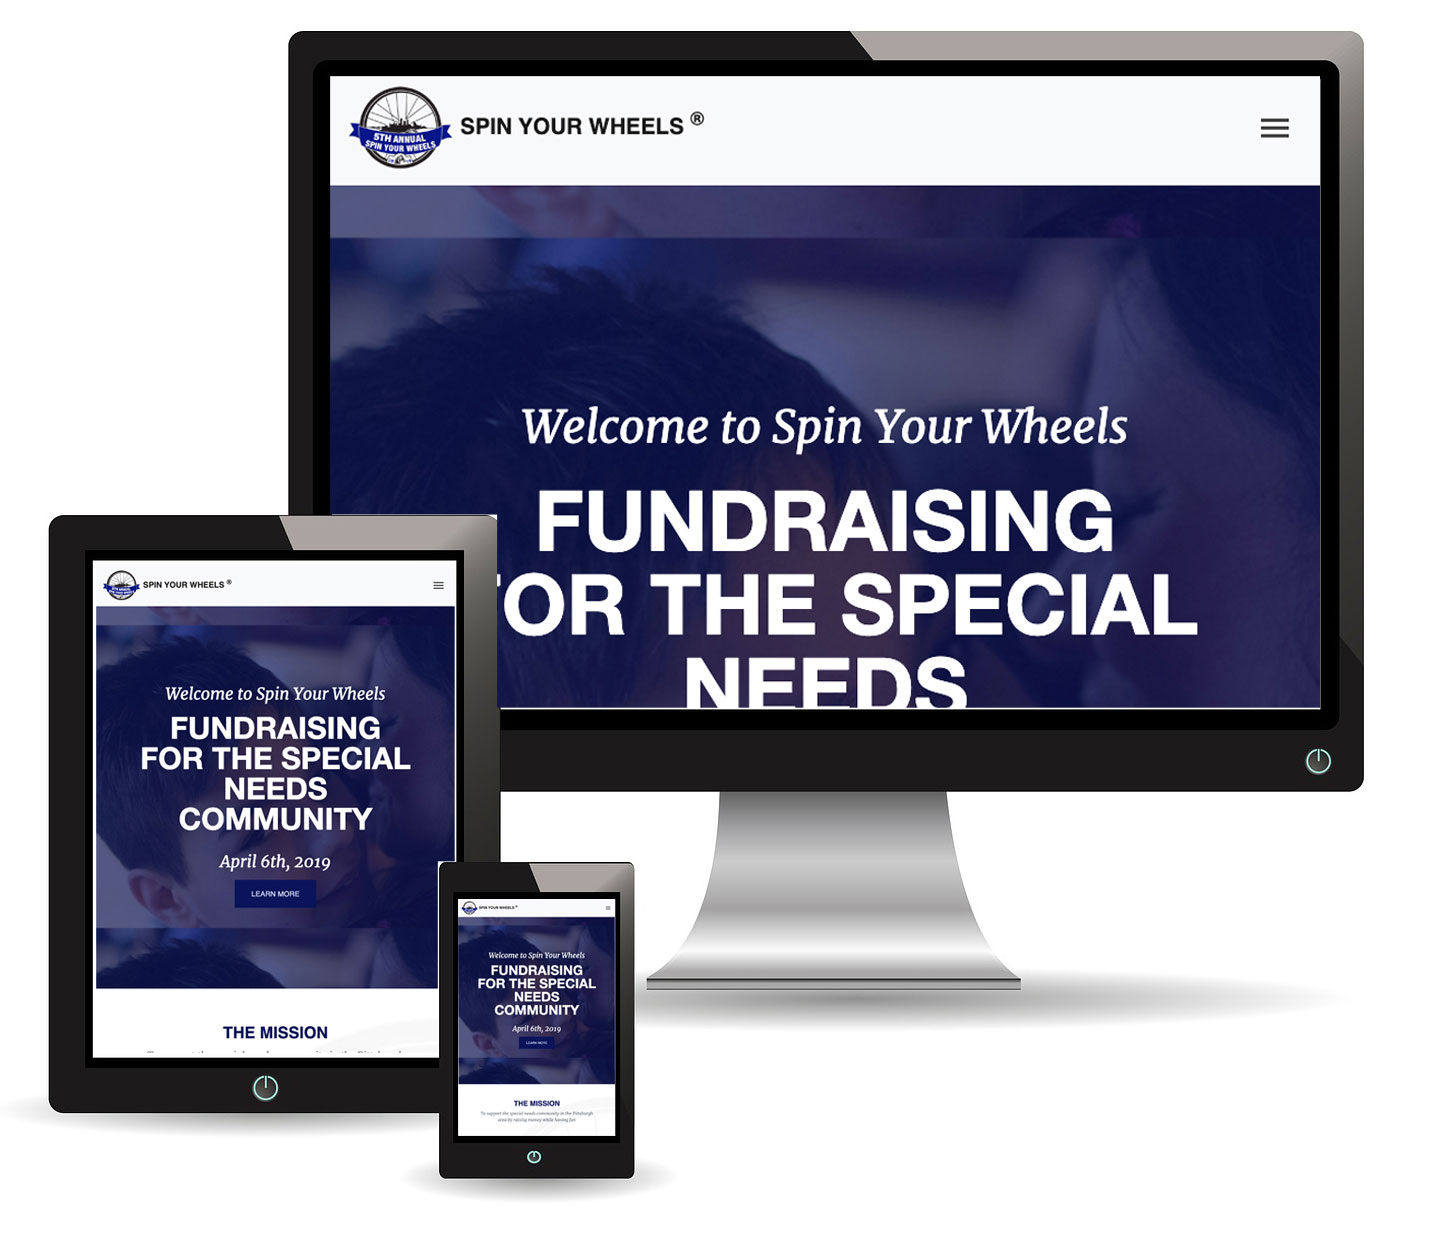 5TH ANNUAL
SPIN YOUR WHEELS
SPIN YOUR WHEELS ®
Welcome to Spin Your Wheels
FUNDRAISING
FOR THE SPECIAL
NEEDS
SPIN YOUR WHEELS ®
Welcome to Spin Your Wheels
FUNDRAISING
FOR THE SPECIAL
NEEDS
COMMUNITY
April 6th, 2019
LEARN MORE
THE MISSION
SPIN YOUR WHEELS ®
Welcome to Spin Your Wheels
FUNDRAISING
FOR THE SPECIAL
NEEDS
COMMUNITY
April 6th, 2019
LEARN MORE
THE MISSION
To support the special needs community in the Pittsburgh
area by raising money while having fun